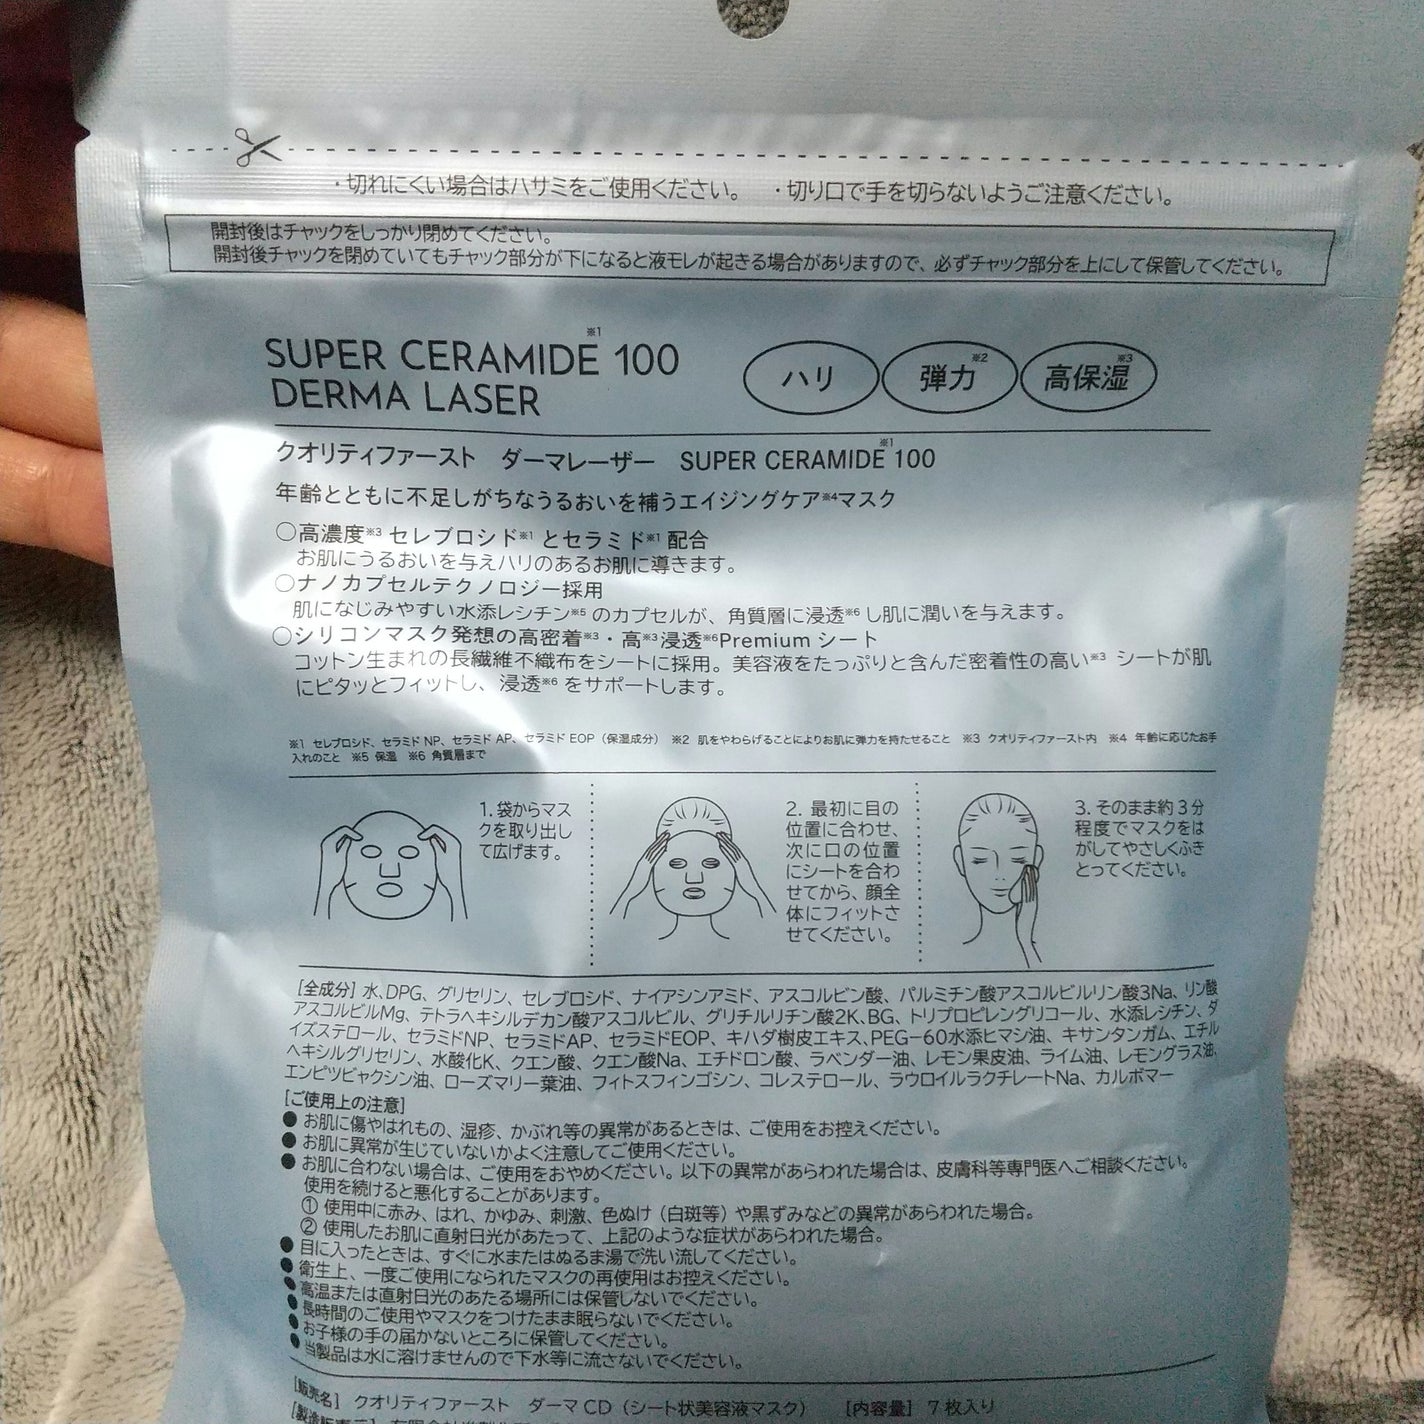 ・切れにくい場合はハサミをご使用ください。 ・切り口で手を切らないようご注意ください。
開封後はチャックをしっかり閉めてください。
開封後チャックを閉めていてもチャック部分が下になると液モレが起きる場合がありますので、必ずチャック部分を上にして保管してください。
SUPER CERAMIDE※1 100
DERMA LASER
ハリ 弾力※2 高保湿※3
クオリティファースト ダーマレーザー SUPER CERAMIDE※1 100
年齢とともに不足しがちなうるおいを補うエイジングケア※4マスク
○高濃度※3 セレブロシド※1 とセラミド※1 配合
お肌にうるおいを与えハリのあるお肌に導きます。
○ナノカプセルテクノロジー採用
肌になじみやすい水添レシチン※5 のカプセルが、角質層に浸透※6 し肌に潤いを与えます。
○シリコンマスク発想の高密着※3・高※3浸透※6Premium シート
コットン生まれの長繊維不織布をシートに採用。美容液をたっぷりと含んだ密着性の高い※3 シートが肌
にピタッとフィットし、浸透※6 をサポートします。
※1 セレブロシド、セラミド NP、セラミド AP、セラミド EOP（保湿成分） ※2 肌をやわらげることによりお肌に弾力を持たせること ※3 クオリティファースト内 ※4 年齢に応じたお手
入れのこと ※5 保湿 ※6 角質層まで
1. 袋からマス
クを取り出し
て広げます。
2. 最初に目の
位置に合わせ、
次に口の位置
にシートを合わ
せてから、顔全
体にフィットさ
せてください。
3. そのまま約3分
程度でマスクをは
がしてやさしくふき
とってください。
[全成分] 水、DPG、グリセリン、セレブロシド、ナイアシンアミド、アスコルビン酸、パルミチン酸アスコルビルリン酸3Na、リン酸
アスコルビルMg、テトラヘキシルデカン酸アスコルビル、グリチルリチン酸2K、BG、トリプロピレングリコール、水添レシチン、ダ
イズステロール、セラミドNP、セラミドAP、セラミドEOP、キハダ樹皮エキス、PEG-60水添ヒマシ油、キサンタンガム、エチル
ヘキシルグリセリン、水酸化K、クエン酸、クエン酸Na、エチドロン酸、ラベンダー油、レモン果皮油、ライム油、レモングラス油、
エンピツビャクシン油、ローズマリー葉油、フィトスフィンゴシン、コレステロール、ラウロイルラクチレートNa、カルボマー
[ご使用上の注意]
● お肌に傷やはれもの、湿疹、かぶれ等の異常があるときは、ご使用をお控えください。
● お肌に異常が生じていないかよく注意してご使用ください。
● お肌に合わない場合は、ご使用をおやめください。以下の異常があらわれた場合は、皮膚科等専門医へご相談ください。
使用を続けると悪化することがあります。
① 使用中に赤み、はれ、かゆみ、刺激、色ぬけ（白斑等）や黒ずみなどの異常があらわれた場合。
② 使用したお肌に直射日光があたって、上記のような症状があらわれた場合。
● 目に入ったときは、すぐに水またはぬるま湯で洗い流してください。
● 衛生上、一度ご使用になられたマスクの再使用はお控えください。
● 高温または直射日光のあたる場所には保管しないでください。
● 長時間のご使用やマスクをつけたまま眠らないでください。
● お子様の手の届かないところに保管してください。
● 当製品は水に溶けませんので下水等に流さないでください。
[販売名] クオリティファースト ダーマ CD（シート状美容液マスク） [内容量] 7 枚入り